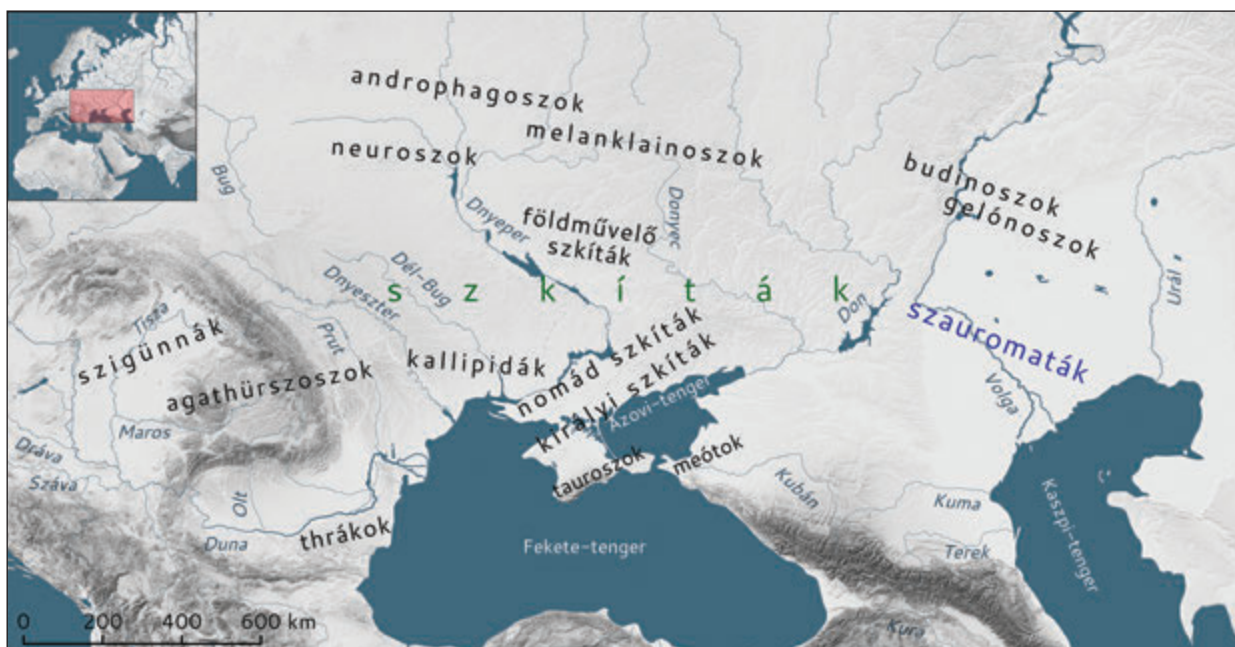 androphagoszok
melanklainoszok
neuroszok
budinoszok
gelónoszok
Bug
Dnyeper
földművelő
szkíták
Donyec
Urál
Dél-Bug
Dnyeszter
szkíták
Don
Tisza
szigünnák
Prut
kallipidák
nomád szkíták
királyi szkíták
szauromaták
agathürszoszok
Azovi-tenger
Volga
Maros
Dráva
Száva
Olt
tauroszok
meótok
Kubán
Kuma
Duna
thrákok
Fekete-tenger
Terek
Kaszpi-tenger
Kura
0 200 400 600 km